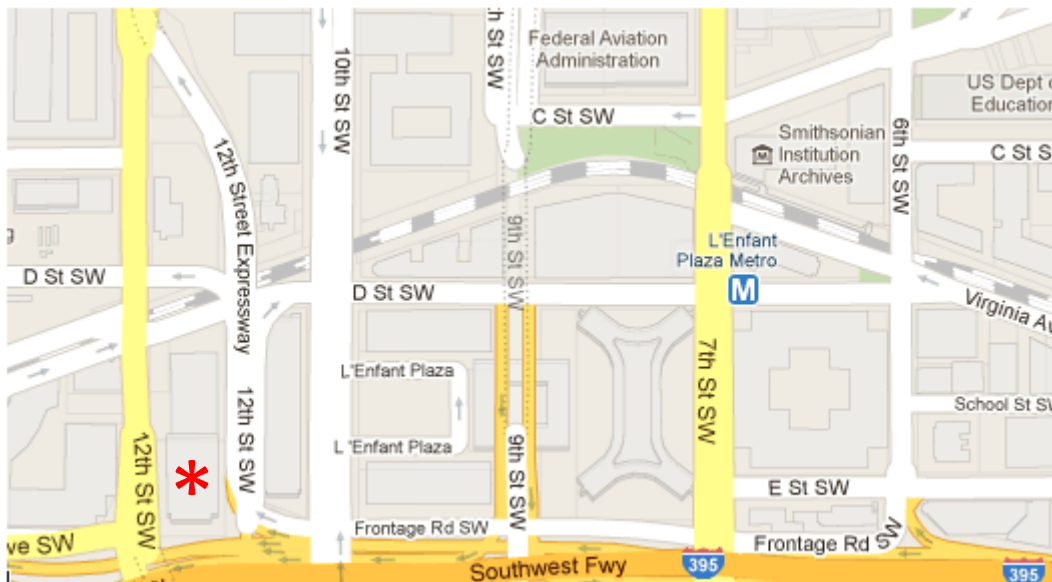 Federal Aviation
Administration
US Dept o
Education
10th St SW
th St SW
C St SW
6th St SW
Smithsonian
Institution
Archives
C St S
12th Street Expressway
9th St SW
L'Enfant
Plaza Metro
M
g
D St SW
D St SW
Virginia Av
L'Enfant Plaza
7th St SW
12th St SW
School St SW
L'Enfant Plaza
12th St SW
*
9th St SW
E St SW
Frontage Rd SW
Frontage Rd SW
ve SW
Southwest Fwy
395
395